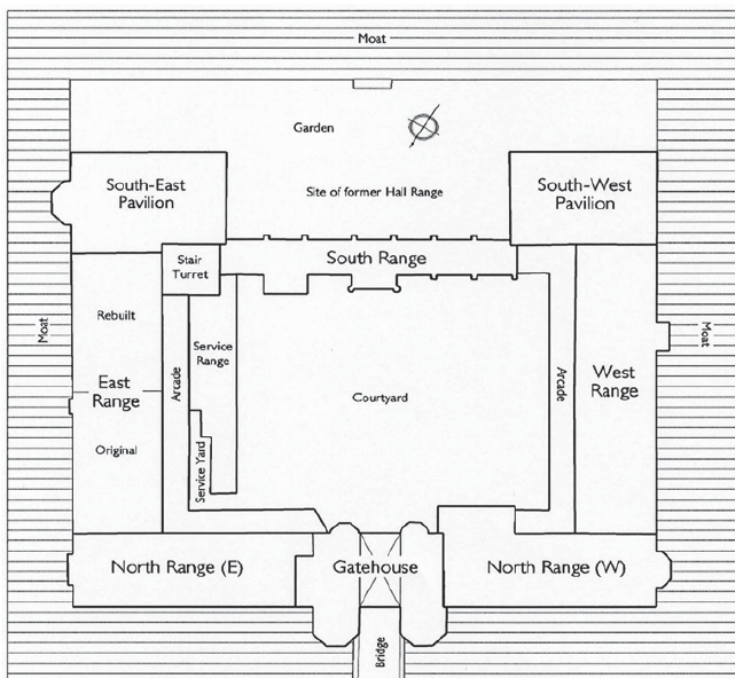 Moat
Garden
South-East
Pavilion
Site of former Hall Range
South-West
Pavilion
Stair
Turret
South Range
Rebuilt
Moat
Service
Range
Moat
East
Range
Arcade
Courtyard
Arcade
West
Range
Original
Service Yard
North Range (E)
Gatehouse
North Range (W)
Bridge